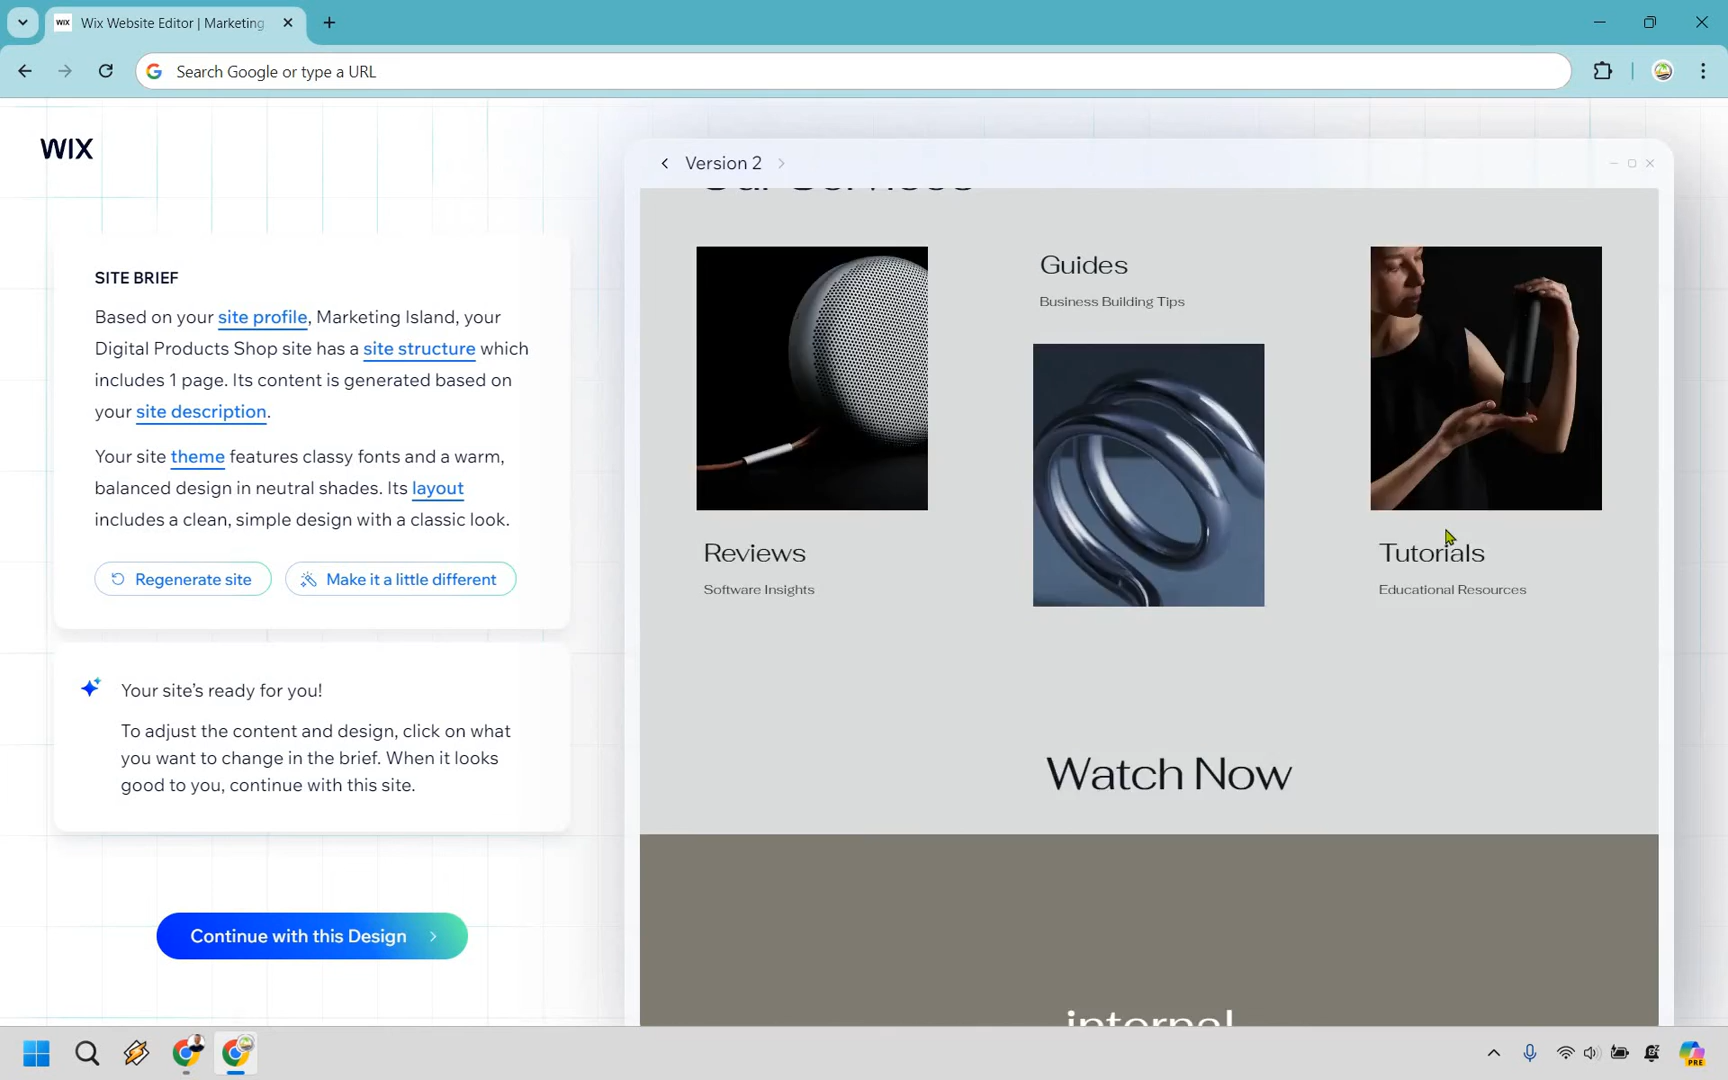 WIX
Wix Website Editor | Marketing
Search Google or type a URL
WIX
SITE BRIEF
Based on your site profile, Marketing Island, your
Digital Products Shop site has a site structure which
includes 1 page. Its content is generated based on
your site description.
Your site theme features classy fonts and a warm,
balanced design in neutral shades. Its layout
includes a clean, simple design with a classic look.
Regenerate site
Make it a little different
Your site's ready for you!
To adjust the content and design, click on what
you want to change in the brief. When it looks
good to you, continue with this site.
Continue with this Design
Version 2
Our Services
Guides
Business Building Tips
Reviews
Software Insights
Tutorials
Educational Resources
Watch Now
internal
PRE